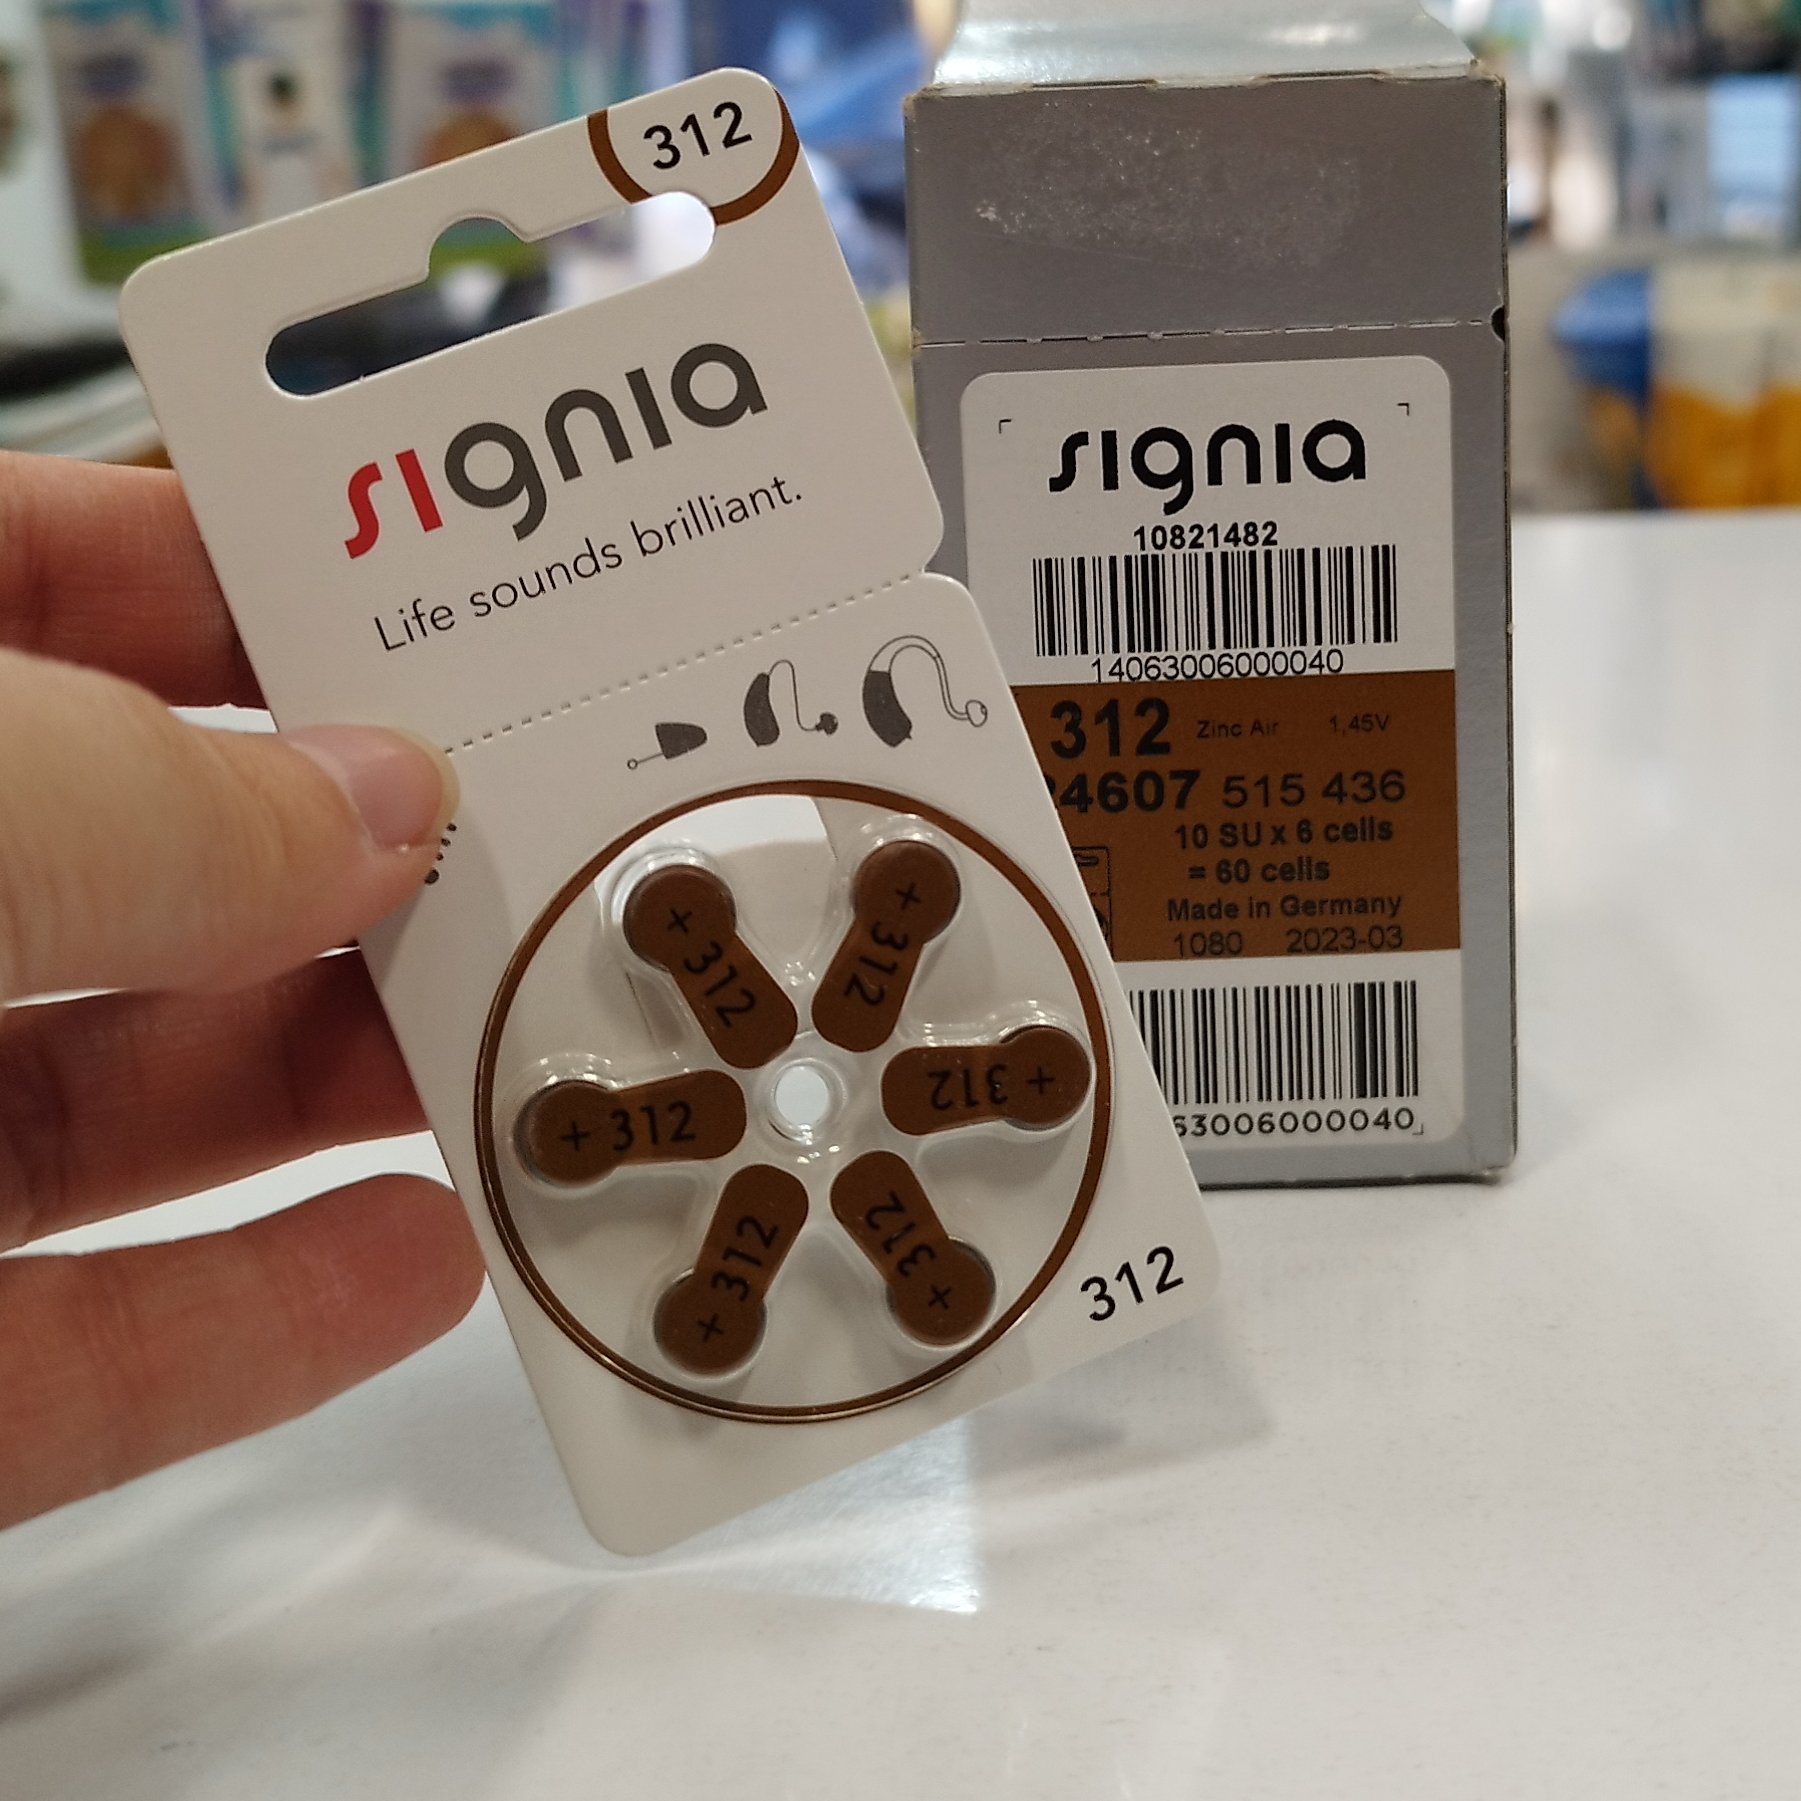 312
signia
Life sounds brilliant.
+ 312
+ 312
+ 312
+ 312
+ 312
+ 312
312
signia
10821482
14063006000040
312 Zinc Air 1,45V
4607 515 436
10 SU x 6 cells
= 60 cells
Made in Germany
1080 2023-03
63006000040